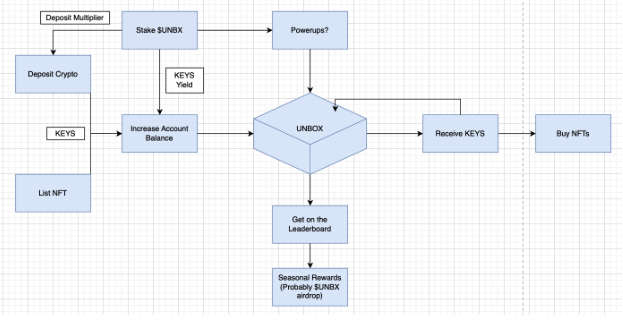 Deposit Multiplier
Stake $UNBX
Powerups?
Deposit Crypto
KEYS
Yield
KEYS
Increase Account
Balance
UNBOX
Receive KEYS
Buy NFTs
List NFT
Get on the
Leaderboard
Seasonal Rewards
(Probably $UNBX
airdrop)